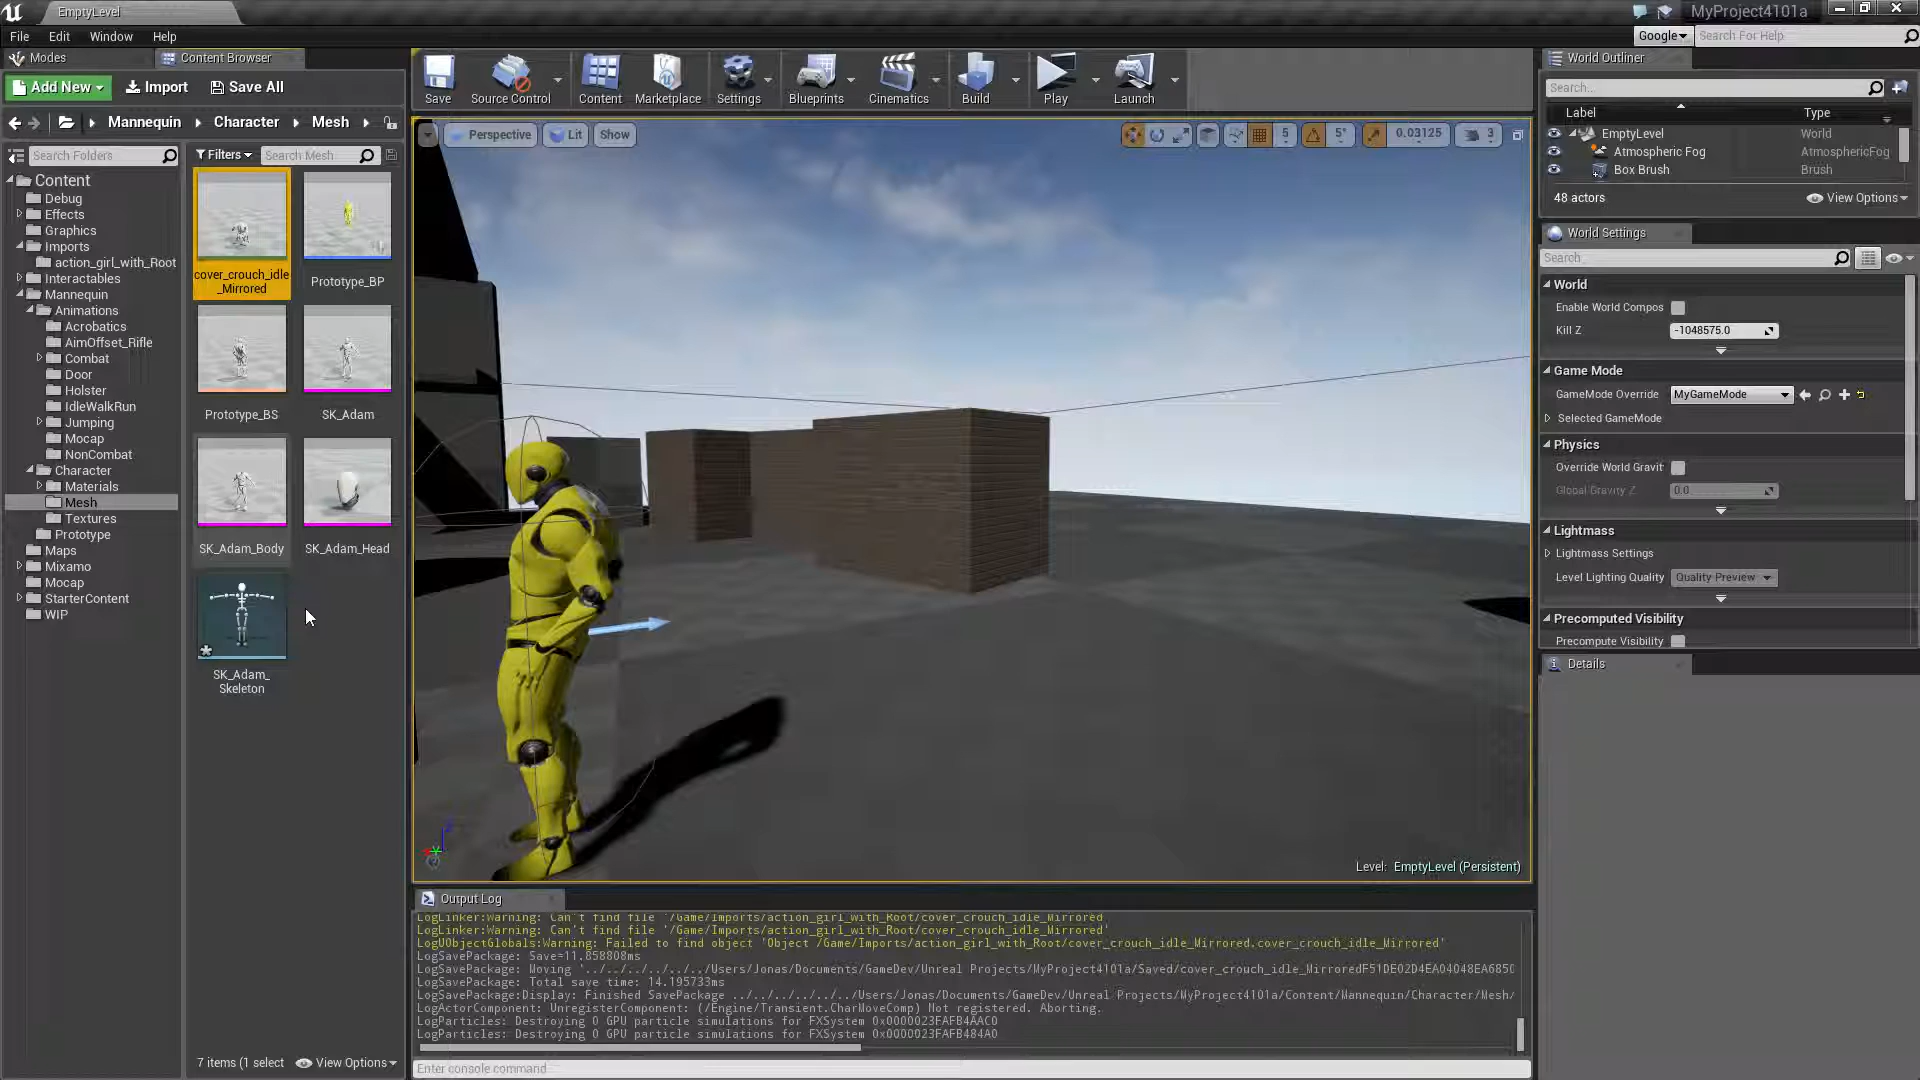 EmptyLevel
MyProject4101a
File Edit Window Help
Google
Search For Help
Modes
Content Browser
Add New
Import
Save All
Mannequin Character Mesh
Search Folders
Filters
Search Mesh
Content
Debug
Effects
Graphics
Imports
action_girl_with_Root
Interactables
Mannequin
Animations
Acrobatics
AimOffset_Rifle
Combat
Door
Holster
IdleWalkRun
Jumping
Mocap
NonCombat
Character
Materials
Mesh
Textures
Prototype
Maps
Mixamo
Mocap
StarterContent
WIP
cover_crouch_idle
_Mirrored
Prototype_BP
Prototype_BS
SK_Adam
SK_Adam_Body
SK_Adam_Head
SK_Adam_
Skeleton
7 items (1 select
View Options
Save
Source Control
Content
Marketplace
Settings
Blueprints
Cinematics
Build
Play
Launch
Perspective
Lit
Show
5
5°
0.03125
3
Level: EmptyLevel (Persistent)
Output Log
LogLinker:Warning: Can't find file '/Game/Imports/action_girl_with_Root/cover_crouch_idle_Mirrored'
LogLinker:Warning: Can't find file '/Game/Imports/action_girl_with_Root/cover_crouch_idle_Mirrored'
LogUObjectGlobals:Warning: Failed to find object 'Object /Game/Imports/action_girl_with_Root/cover_crouch_idle_Mirrored.cover_crouch_idle_Mirrored'
LogSavePackage: Save=11.858808ms
LogSavePackage: Moving '../../../../../../Users/Jonas/Documents/GameDev/Unreal Projects/MyProject4101a/Saved/cover_crouch_idle_MirroredF51DE02D4EA04D48EA685C
LogSavePackage: Total save time: 14.195733ms
LogSavePackage:Display: Finished SavePackage ../../../../../../Users/Jonas/Documents/GameDev/Unreal Projects/MyProject4101a/Content/Mannequin/Character/Mesh/
LogActorComponent: UnregisterComponent: (/Engine/Transient.CharMoveComp) Not registered. Aborting.
LogParticles: Destroying 0 GPU particle simulations for FXSystem 0x0000023FAFB4AAC0
LogParticles: Destroying 0 GPU particle simulations for FXSystem 0x0000023FAFB484A0
Enter console command
World Outliner
Search...
Label Type
EmptyLevel World
Atmospheric Fog AtmosphericFog
Box Brush Brush
48 actors
View Options
World Settings
Search
World
Enable World Compos
Kill Z -1048575.0
Game Mode
GameMode Override MyGameMode
Selected GameMode
Physics
Override World Gravit
Global Gravity Z 0.0
Lightmass
Lightmass Settings
Level Lighting Quality Quality Preview
Precomputed Visibility
Precompute Visibility
Details